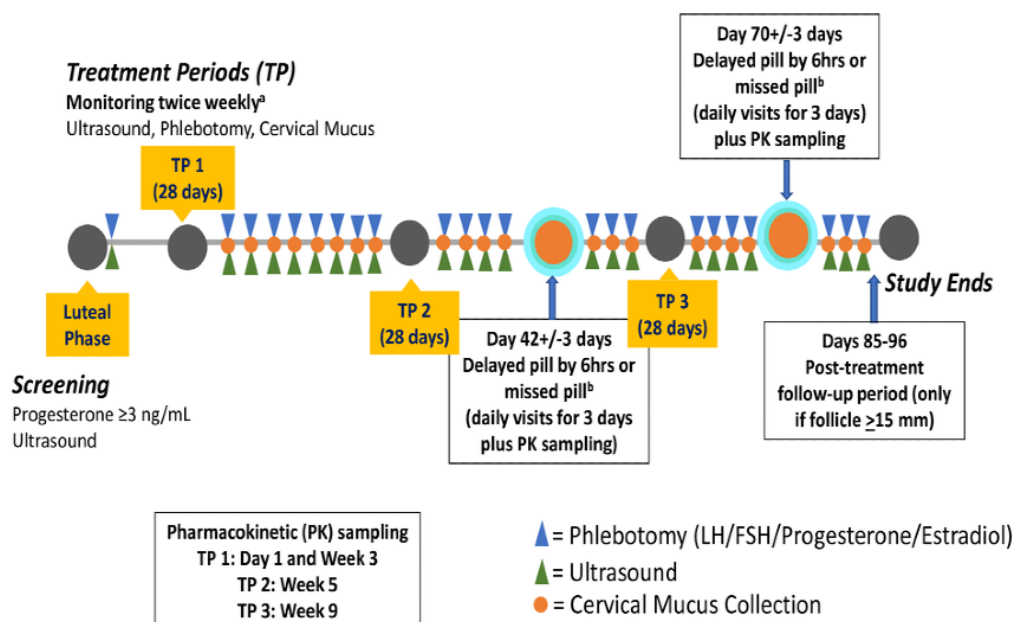 Treatment Periods (TP)
Monitoring twice weeklyᵃ
Ultrasound, Phlebotomy, Cervical Mucus
Day 70+/-3 days
Delayed pill by 6hrs or
missed pillᵇ
(daily visits for 3 days)
plus PK sampling
TP 1
(28 days)
Luteal
Phase
TP 2
(28 days)
TP 3
(28 days)
Study Ends
Day 42+/-3 days
Delayed pill by 6hrs or
missed pillᵇ
(daily visits for 3 days
plus PK sampling)
Days 85-96
Post-treatment
follow-up period (only
if follicle ≥15 mm)
Screening
Progesterone ≥3 ng/mL
Ultrasound
Pharmacokinetic (PK) sampling
TP 1: Day 1 and Week 3
TP 2: Week 5
TP 3: Week 9
= Phlebotomy (LH/FSH/Progesterone/Estradiol)
= Ultrasound
= Cervical Mucus Collection